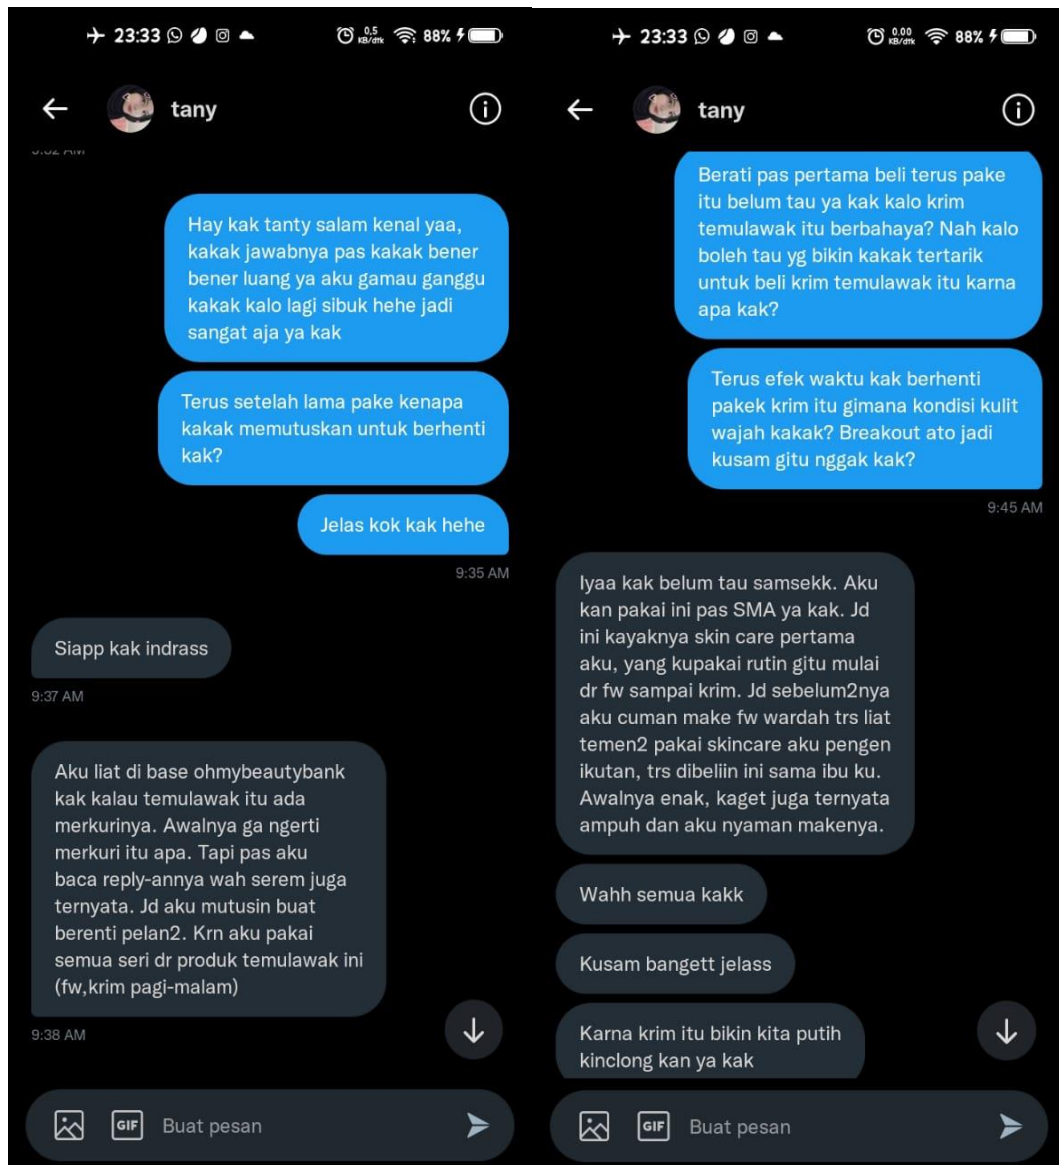 23:33
0,5
KB/dtk
88%
tany
Hay kak tanty salam kenal yaa,
kakak jawabnya pas kakak bener
bener luang ya aku gamau ganggu
kakak kalo lagi sibuk hehe jadi
sangat aja ya kak
Terus setelah lama pake kenapa
kakak memutuskan untuk berhenti
kak?
Jelas kok kak hehe
9:35 AM
Siapp kak indrass
9:37 AM
Aku liat di base ohmybeautybank
kak kalau temulawak itu ada
merkurinya. Awalnya ga ngerti
merkuri itu apa. Tapi pas aku
baca reply-annya wah serem juga
ternyata. Jd aku mutusin buat
berenti pelan2. Krn aku pakai
semua seri dr produk temulawak ini
(fw,krim pagi-malam)
9:38 AM
GIF
Buat pesan
23:33
0.00
KB/dtk
88%
tany
Berati pas pertama beli terus pake
itu belum tau ya kak kalo krim
temulawak itu berbahaya? Nah kalo
boleh tau yg bikin kakak tertarik
untuk beli krim temulawak itu karna
apa kak?
Terus efek waktu kak berhenti
pakek krim itu gimana kondisi kulit
wajah kakak? Breakout ato jadi
kusam gitu nggak kak?
9:45 AM
Iyaa kak belum tau samsekk. Aku
kan pakai ini pas SMA ya kak. Jd
ini kayaknya skin care pertama
aku, yang kupakai rutin gitu mulai
dr fw sampai krim. Jd sebelum2nya
aku cuman make fw wardah trs liat
temen2 pakai skincare aku pengen
ikutan, trs dibeliin ini sama ibu ku.
Awalnya enak, kaget juga ternyata
ampuh dan aku nyaman makenya.
Wahh semua kakk
Kusam bangett jelass
Karna krim itu bikin kita putih
kinclong kan ya kak
GIF
Buat pesan